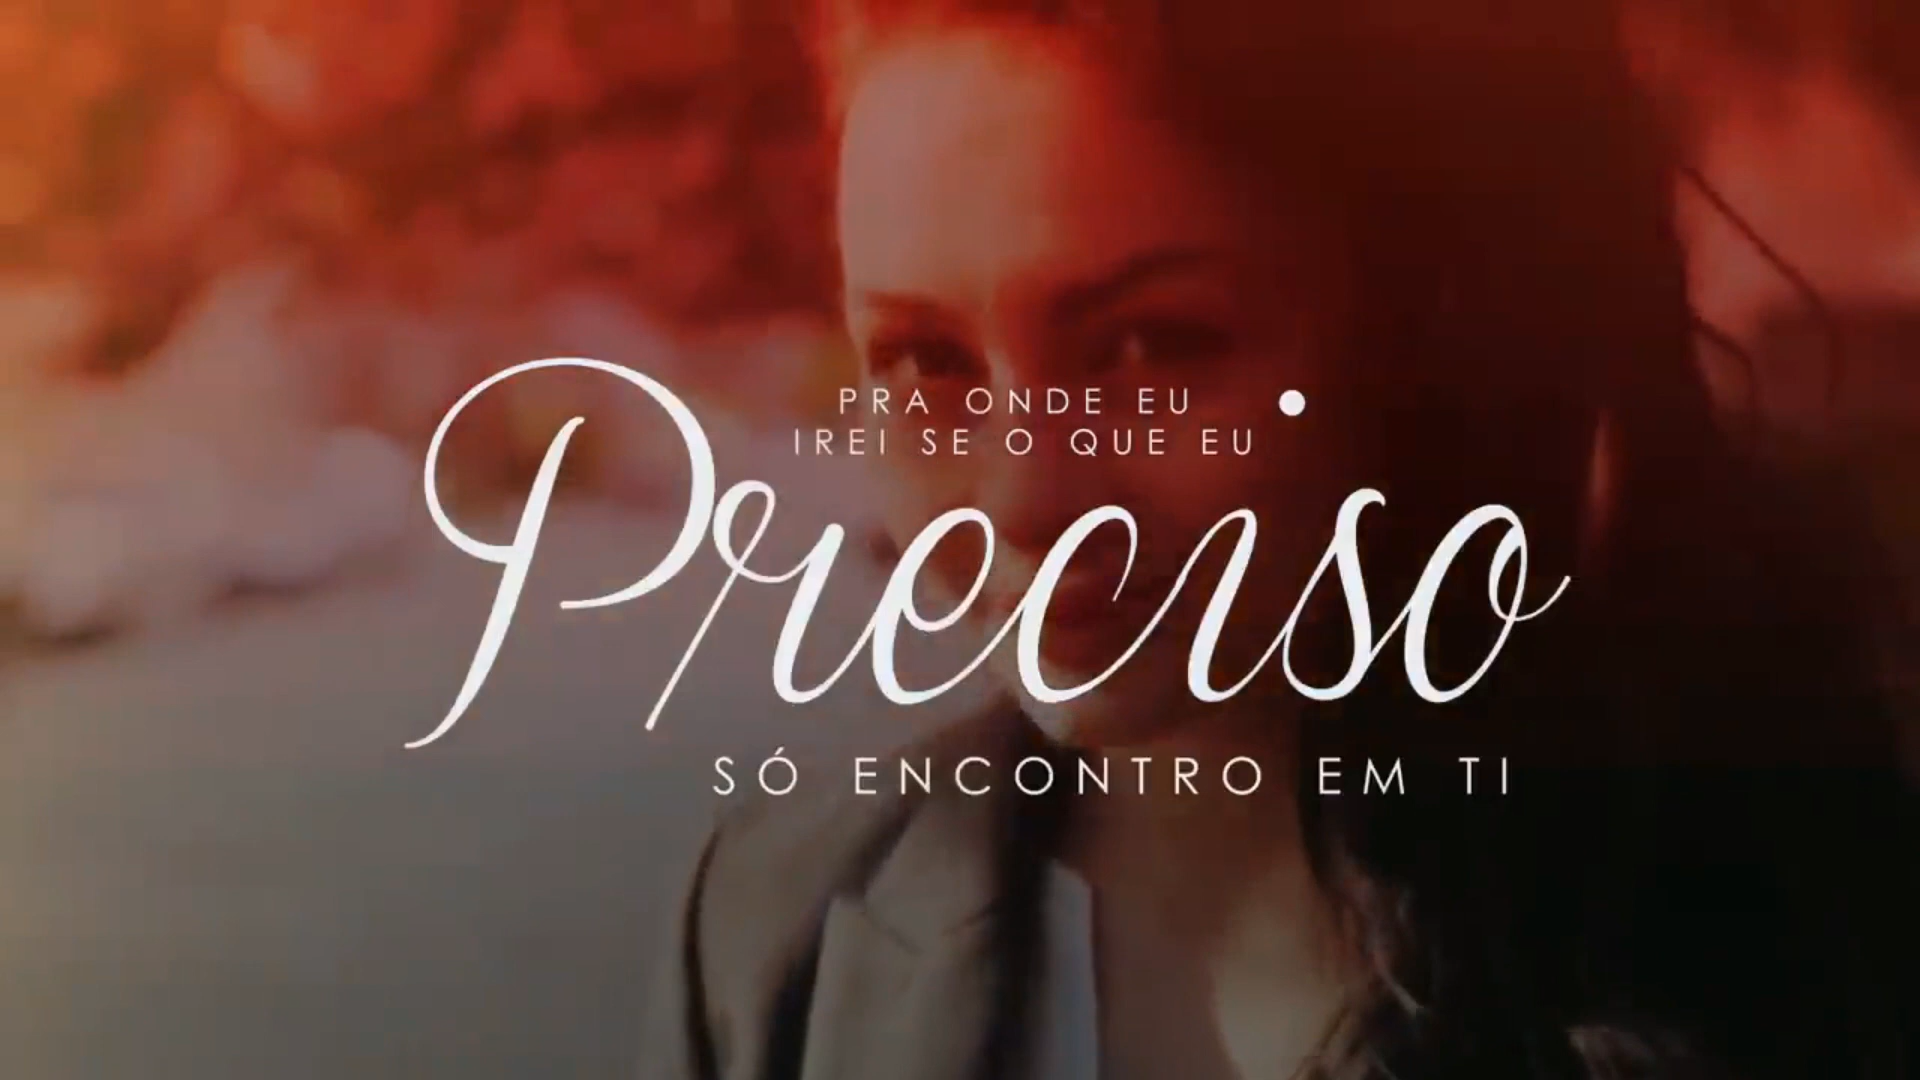 PRA ONDE EU
IREI SE O QUE EU
Preciso
SÓ ENCONTRO EM TI